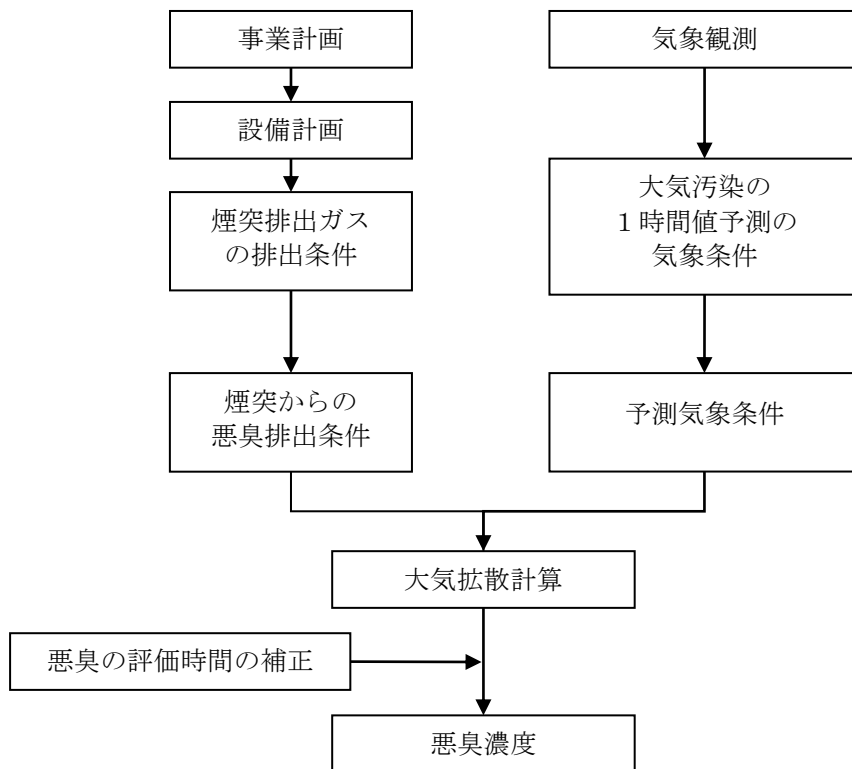 事業計画
気象観測
設備計画
煙突排出ガス
の排出条件
大気汚染の
１時間値予測の
気象条件
煙突からの
悪臭排出条件
予測気象条件
大気拡散計算
悪臭の評価時間の補正
悪臭濃度